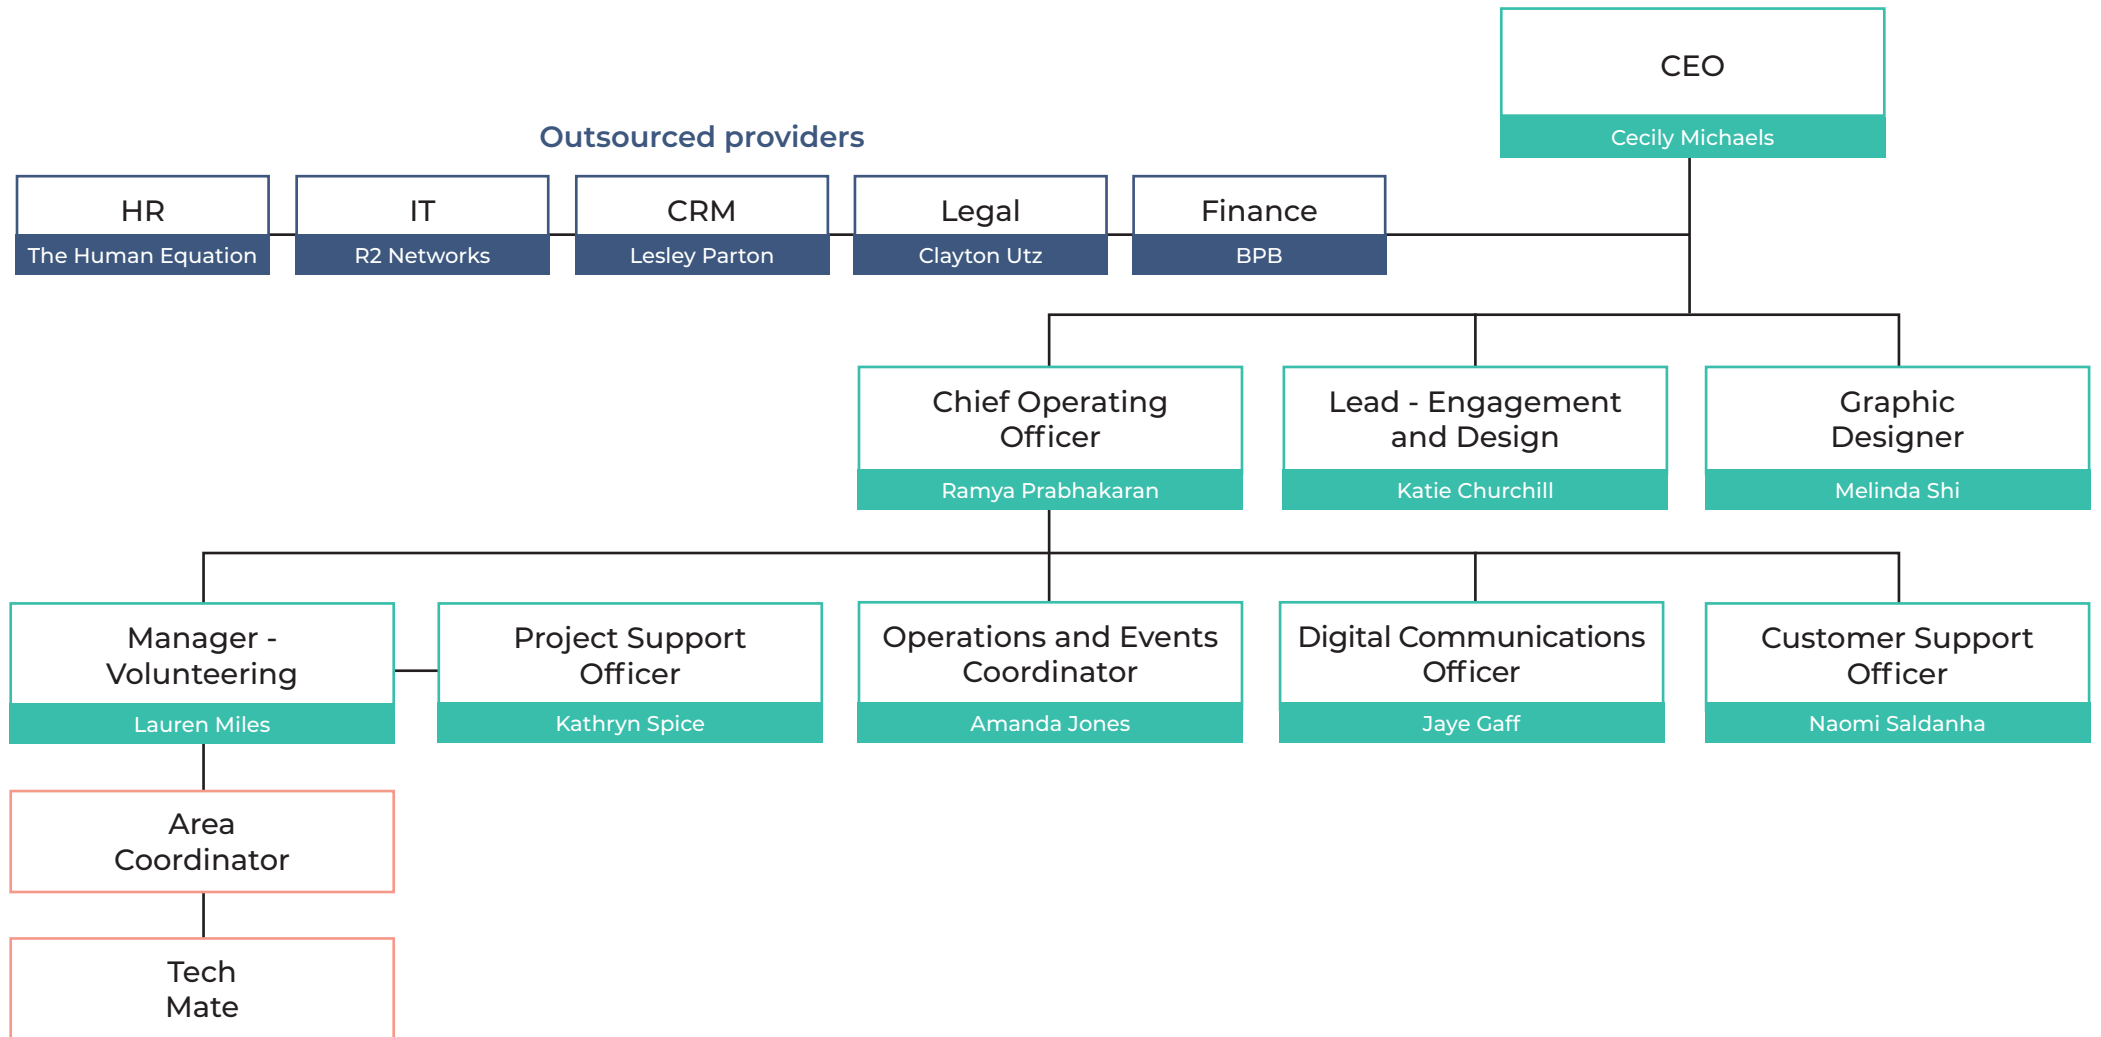 CEO
Cecily Michaels
Outsourced providers
HR
The Human Equation
IT
R2 Networks
CRM
Lesley Parton
Legal
Clayton Utz
Finance
BPB
Chief Operating
Officer
Ramya Prabhakaran
Lead - Engagement
and Design
Katie Churchill
Graphic
Designer
Melinda Shi
Manager -
Volunteering
Lauren Miles
Project Support
Officer
Kathryn Spice
Operations and Events
Coordinator
Amanda Jones
Digital Communications
Officer
Jaye Gaff
Customer Support
Officer
Naomi Saldanha
Area
Coordinator
Tech
Mate